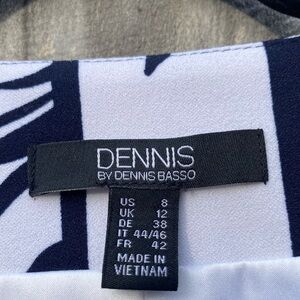 DENNIS
BY DENNIS BASSO
US 8
UK 12
DE 38
IT 44/46
FR 42
MADE IN
VIETNAM